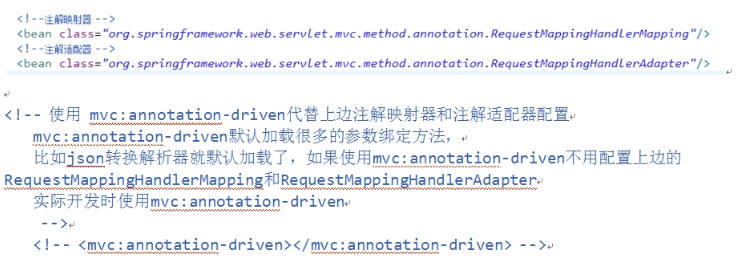 <!--注解映射器 -->
<bean class="org.springframework.web.servlet.mvc.method.annotation.RequestMappingHandlerMapping"/>
<!--注解适配器 -->
<bean class="org.springframework.web.servlet.mvc.method.annotation.RequestMappingHandlerAdapter"/>
<!-- 使用 mvc:annotation-driven代替上边注解映射器和注解适配器配置
mvc:annotation-driven默认加载很多的参数绑定方法，
比如json转换解析器就默认加载了，如果使用mvc:annotation-driven不用配置上边的
RequestMappingHandlerMapping和RequestMappingHandlerAdapter
实际开发时使用mvc:annotation-driven
-->
<!-- <mvc:annotation-driven></mvc:annotation-driven> -->